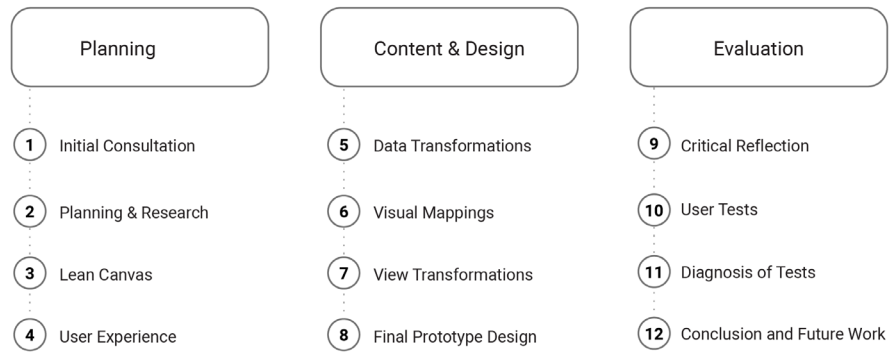 Planning
1 Initial Consultation
2 Planning & Research
3 Lean Canvas
4 User Experience
Content & Design
5 Data Transformations
6 Visual Mappings
7 View Transformations
8 Final Prototype Design
Evaluation
9 Critical Reflection
10 User Tests
11 Diagnosis of Tests
12 Conclusion and Future Work